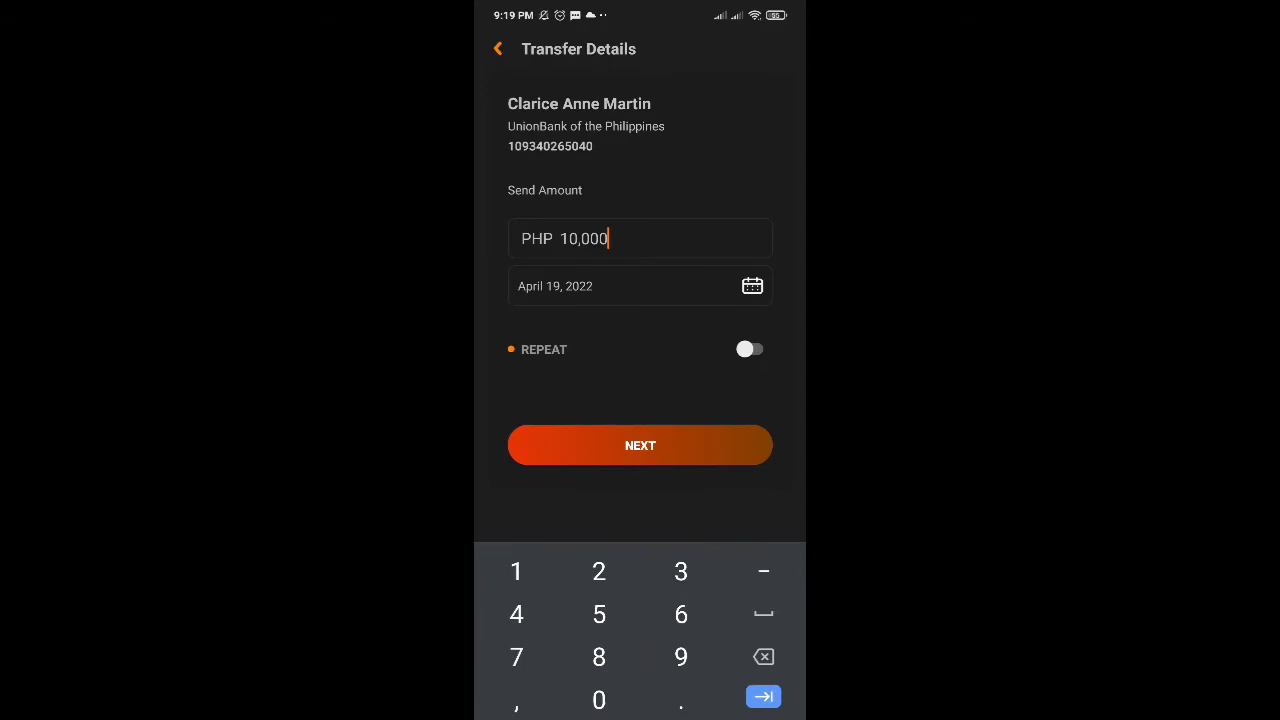 9:19 PM 55
Transfer Details
Clarice Anne Martin
UnionBank of the Philippines
109340265040
Send Amount
PHP 10,000
April 19, 2022
REPEAT
NEXT
1 2 3 -
4 5 6
7 8 9
, 0 .